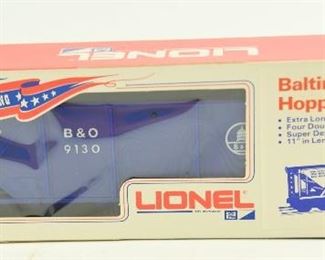 LIONEL
B & O
9130
B & O
LIONEL
Baltim
Hopp
• Extra Lon
• Four Dou
• Super De
• 11" in Len